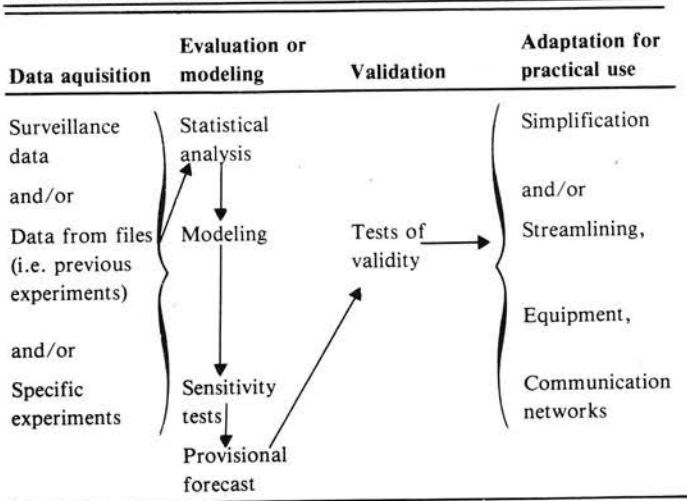 Data aquisition
Evaluation or
modeling
Validation
Adaptation for
practical use
Surveillance
data
and/or
Data from files
(i.e. previous
experiments)
and/or
Specific
experiments
Statistical
analysis
Modeling
Sensitivity
tests
Provisional
forecast
Tests of
validity
Simplification
and/or
Streamlining,
Equipment,
Communication
networks